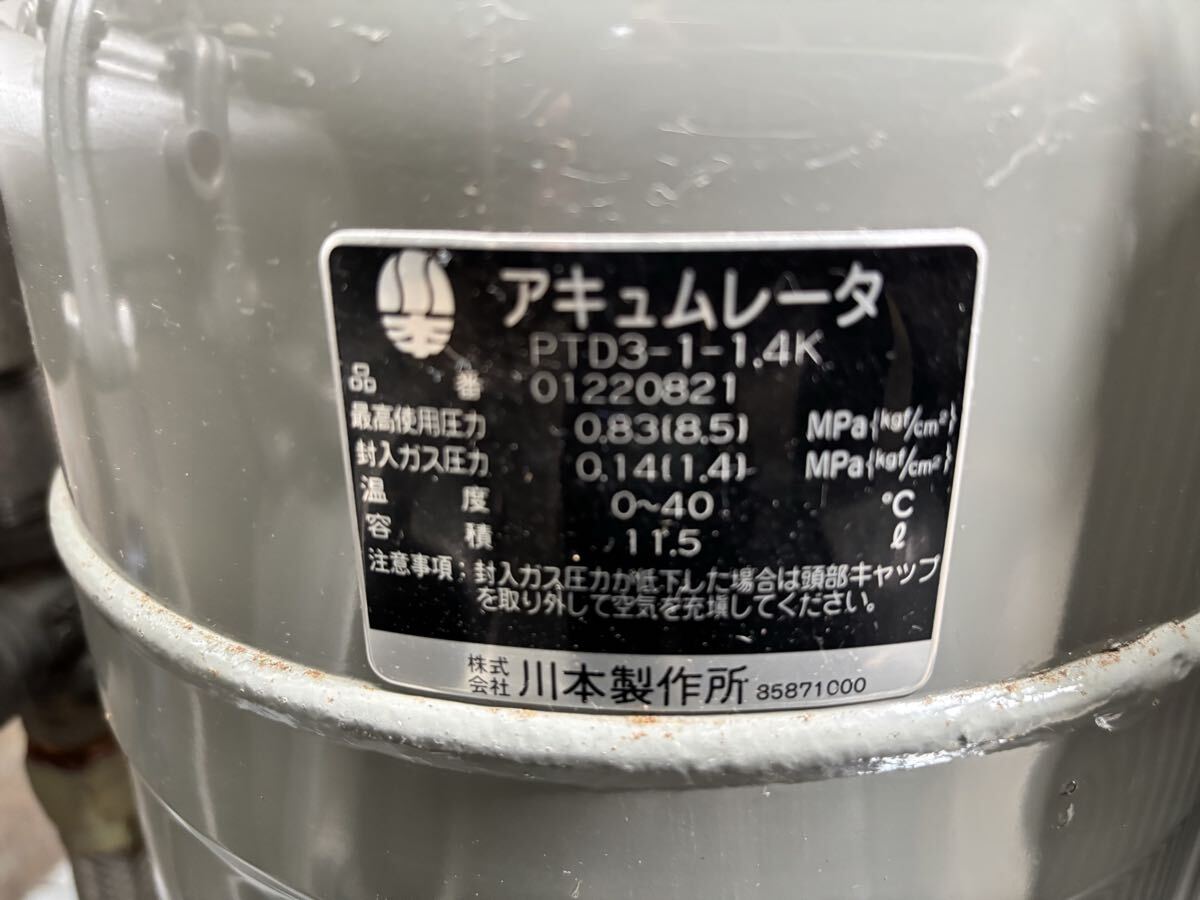 アキュムレータ
PTD3-1-1.4K
品番 01220821
最高使用圧力 0.83(8.5) MPa{kgf/cm²}
封入ガス圧力 0.14(1.4) MPa{kgf/cm²}
温度 0~40 ℃
容積 11.5 ℓ
注意事項:封入ガス圧力が低下した場合は頭部キャップ
を取り外して空気を充塡してください。
株式会社 川本製作所 85871000